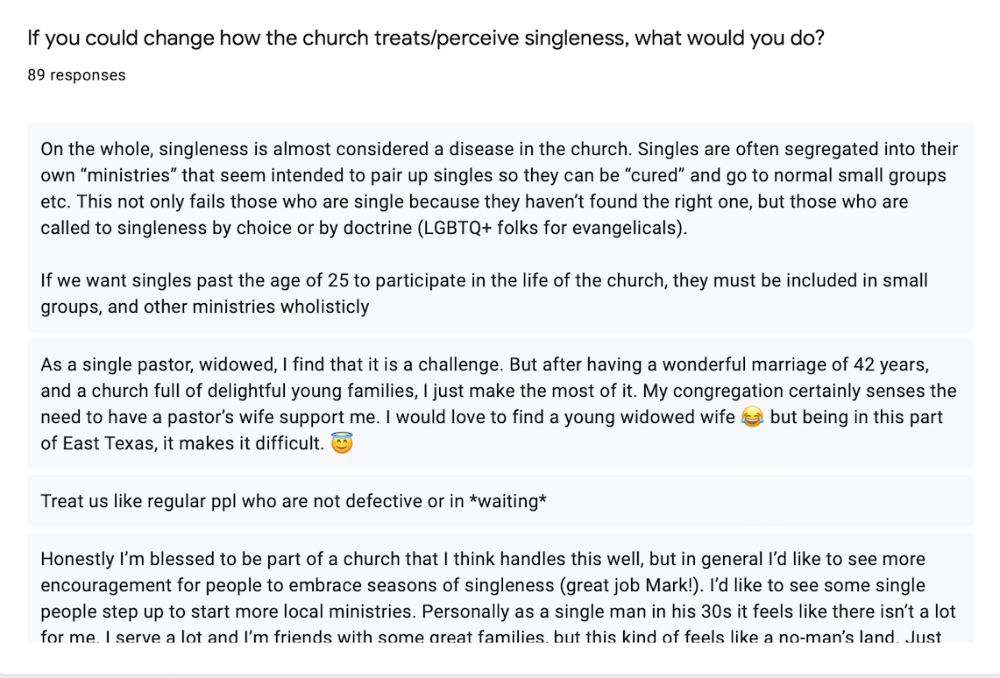 If you could change how the church treats/perceive singleness, what would you do?
89 responses
On the whole, singleness is almost considered a disease in the church. Singles are often segregated into their
own “ministries” that seem intended to pair up singles so they can be “cured” and go to normal small groups
etc. This not only fails those who are single because they haven’t found the right one, but those who are
called to singleness by choice or by doctrine (LGBTQ+ folks for evangelicals).
If we want singles past the age of 25 to participate in the life of the church, they must be included in small
groups, and other ministries wholisticly
As a single pastor, widowed, I find that it is a challenge. But after having a wonderful marriage of 42 years,
and a church full of delightful young families, I just make the most of it. My congregation certainly senses the
need to have a pastor’s wife support me. I would love to find a young widowed wife 😂 but being in this part
of East Texas, it makes it difficult. 😇
Treat us like regular ppl who are not defective or in *waiting*
Honestly I’m blessed to be part of a church that I think handles this well, but in general I’d like to see more
encouragement for people to embrace seasons of singleness (great job Mark!). I’d like to see some single
people step up to start more local ministries. Personally as a single man in his 30s it feels like there isn’t a lot
for me. I serve a lot and I’m friends with some great families, but this kind of feels like a no-man’s land. Just